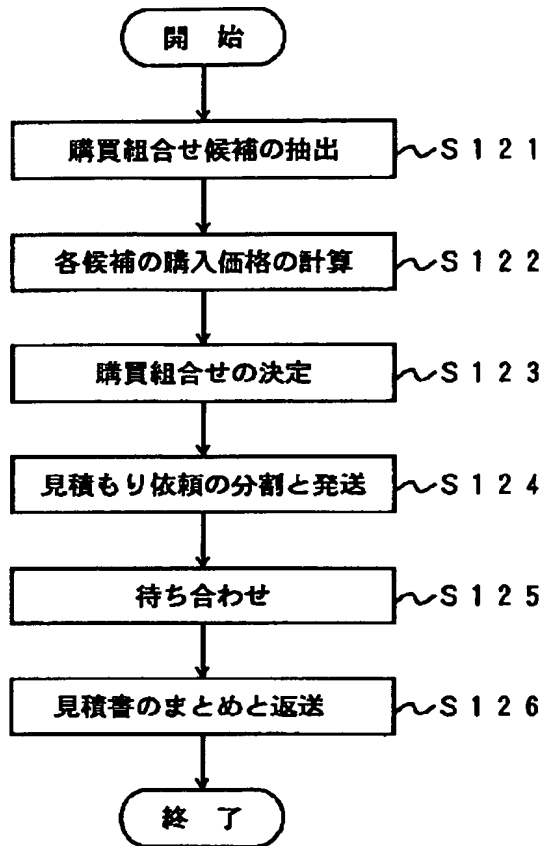 開 始
購買組合せ候補の抽出 S121
各候補の購入価格の計算 S122
購買組合せの決定 S123
見積もり依頼の分割と発送 S124
待ち合わせ S125
見積書のまとめと返送 S126
終 了